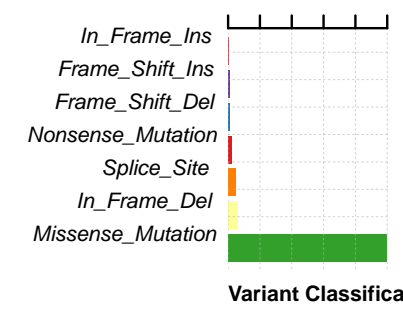 In_Frame_Ins
Frame_Shift_Ins
Frame_Shift_Del
Nonsense_Mutation
Splice_Site
In_Frame_Del
Missense_Mutation
Variant Classifica